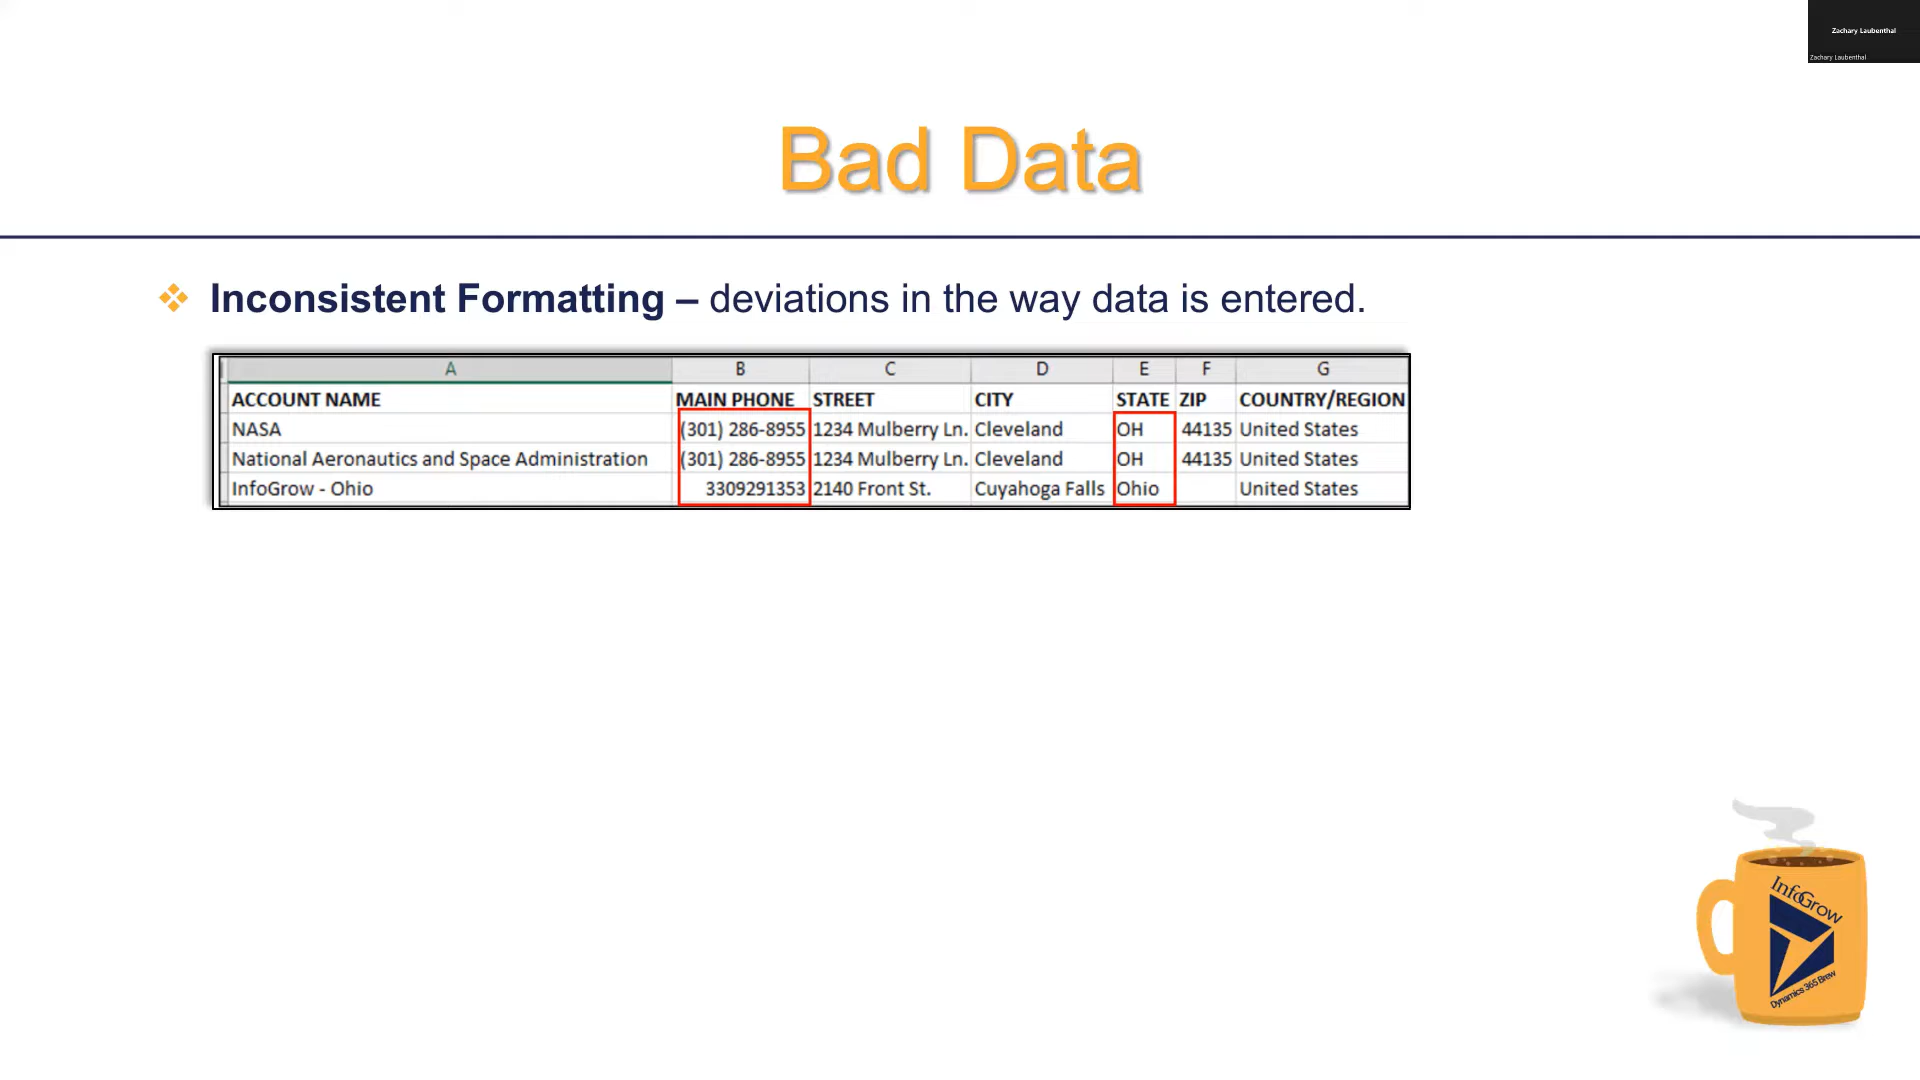 Zachary Laubenthal
Zachary Laubenthal
Bad Data
Inconsistent Formatting – deviations in the way data is entered.
A B C D E F G
ACCOUNT NAME MAIN PHONE STREET CITY STATE ZIP COUNTRY/REGION
NASA (301) 286-8955 1234 Mulberry Ln. Cleveland OH 44135 United States
National Aeronautics and Space Administration (301) 286-8955 1234 Mulberry Ln. Cleveland OH 44135 United States
InfoGrow - Ohio 3309291353 2140 Front St. Cuyahoga Falls Ohio United States
InfoGrow
Dynamics 365 Brew